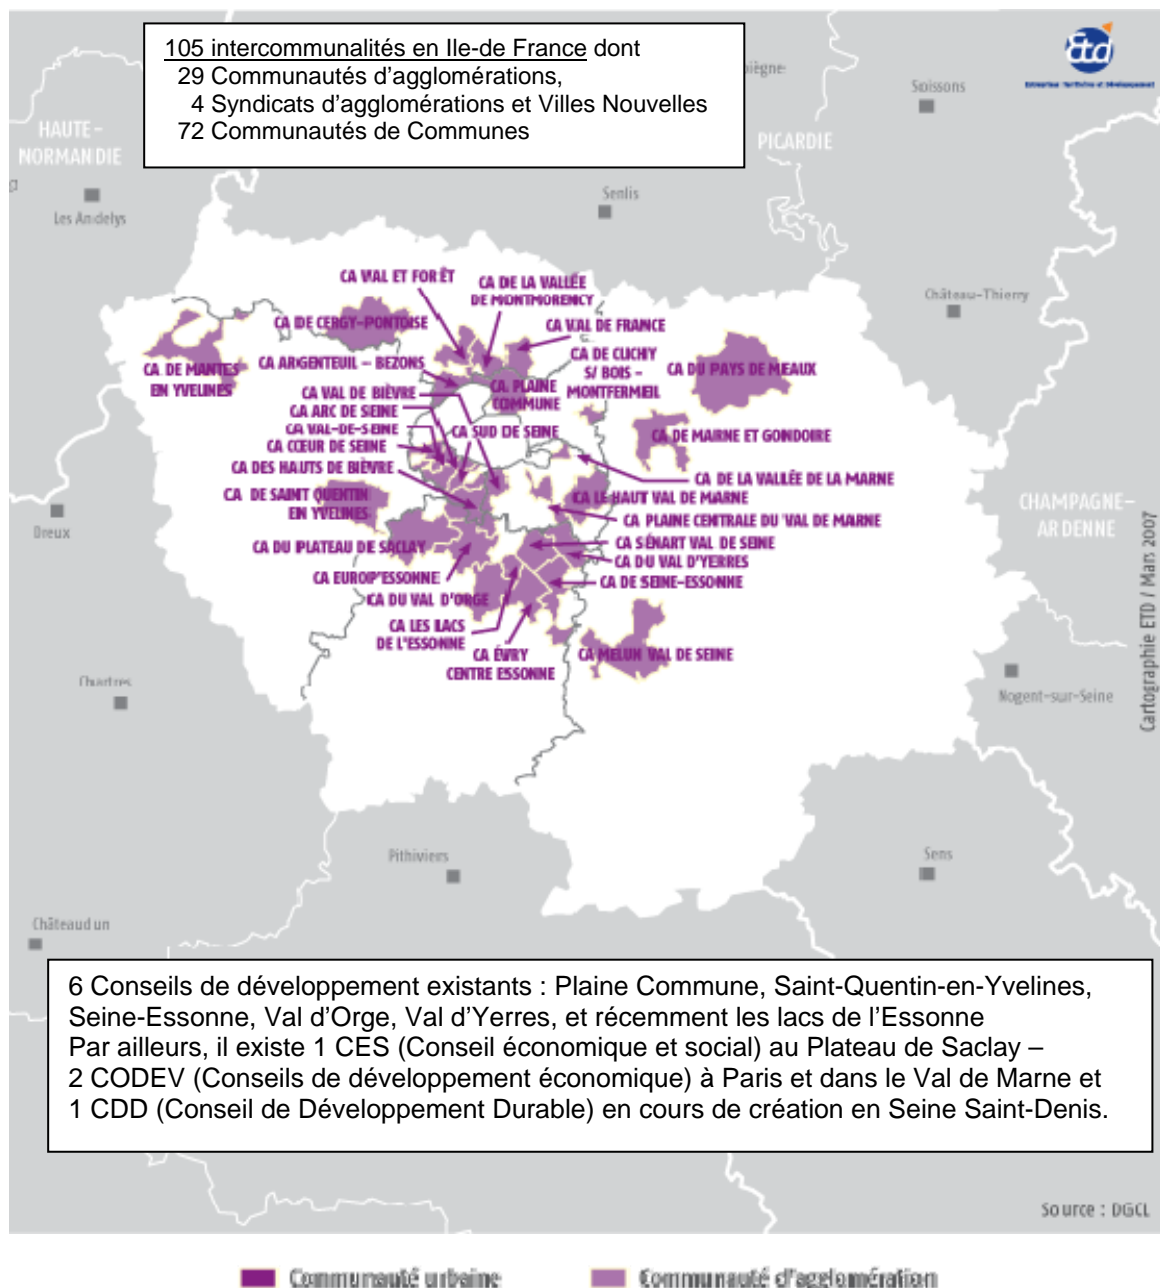 105 intercommunalités en Ile-de France dont
29 Communautés d'agglomérations,
4 Syndicats d'agglomérations et Villes Nouvelles
72 Communautés de Communes
Etd
Soissons
HAUTE-
NORMANDIE
PICARDIE
Les Andelys
Senlis
Château-Thierry
CA VAL ET FORÊT
CA DE LA VALLÉE
DE MONTMORENCY
CA DE CERGY-PONTOISE
CA VAL DE FRANCE
CA DE MANTES
EN YVELINES
CA ARGENTEUIL – BEZONS
CA DE CLICHY
S/ BOIS –
MONTFERMEIL
CA DU PAYS DE MEAUX
CA PLAINE
COMMUNE
CA VAL DE BIÈVRE
CA ARC DE SEINE
CA VAL-DE-SEINE
CA SUD DE SEINE
CA CŒUR DE SEINE
CA DE MARNE ET GONDOIRE
CA DES HAUTS DE BIÈVRE
CA DE LA VALLÉE DE LA MARNE
CA DE SAINT QUENTIN
EN YVELINES
CA LE HAUT VAL DE MARNE
CHAMPAGNE-
ARDENNE
CA PLAINE CENTRALE DU VAL DE MARNE
Dreux
CA DU PLATEAU DE SACLAY
CA SÉNART VAL DE SEINE
CA DU VAL D'YERRES
CA EUROP'ESSONNE
CA DE SEINE-ESSONNE
CA DU VAL D'ORGE
CA LES LACS
DE L'ESSONNE
CA ÉVRY
CENTRE ESSONNE
CA MELUN VAL DE SEINE
Chartres
Nogent-sur-Seine
Cartographie ETD / Mars 2007
Pithiviers
Sens
Châteaudun
6 Conseils de développement existants : Plaine Commune, Saint-Quentin-en-Yvelines,
Seine-Essonne, Val d'Orge, Val d'Yerres, et récemment les lacs de l'Essonne
Par ailleurs, il existe 1 CES (Conseil économique et social) au Plateau de Saclay –
2 CODEV (Conseils de développement économique) à Paris et dans le Val de Marne et
1 CDD (Conseil de Développement Durable) en cours de création en Seine Saint-Denis.
Source : DGCL
Communauté urbaine
Communauté d'agglomération